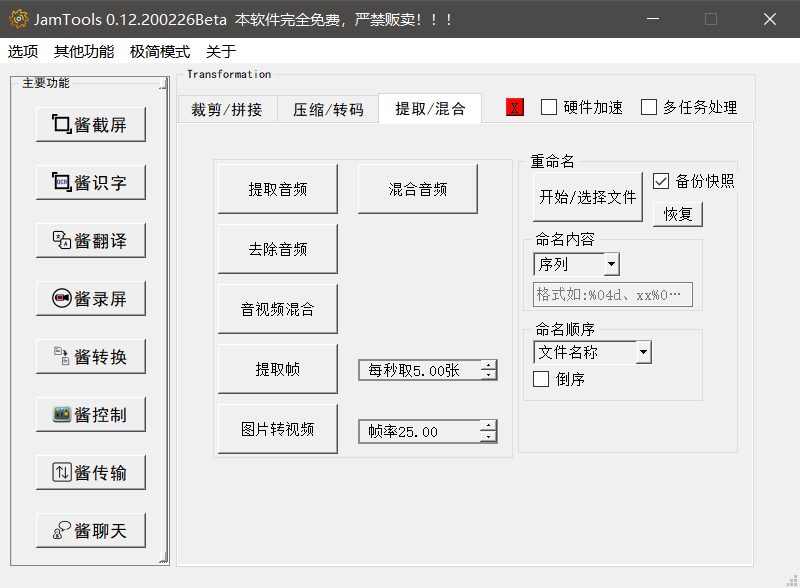 JamTools 0.12.200226Beta 本软件完全免费，严禁贩卖！！！
选项 其他功能 极简模式 关于
主要功能
酱截屏
OCR 酱识字
酱翻译
酱录屏
酱转换
酱控制
酱传输
酱聊天
Transformation
裁剪/拼接 压缩/转码 提取/混合 X 硬件加速 多任务处理
提取音频 混合音频
去除音频
音视频混合
提取帧 每秒取5.00张
图片转视频 帧率25.00
重命名
开始/选择文件 备份快照
恢复
命名内容
序列
格式如:%04d、xx%0…
命名顺序
文件名称
倒序